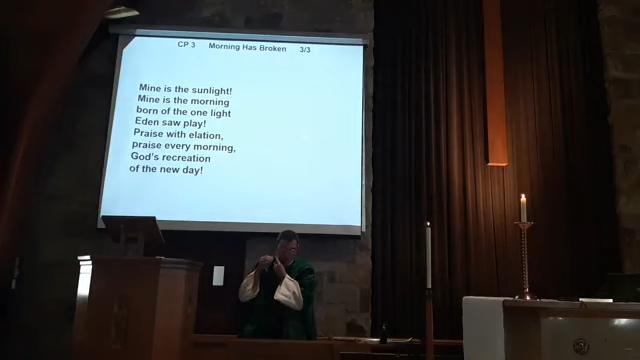 CP 3 Morning Has Broken 3/3
Mine is the sunlight!
Mine is the morning
born of the one light
Eden saw play!
Praise with elation,
praise every morning,
God's recreation
of the new day!